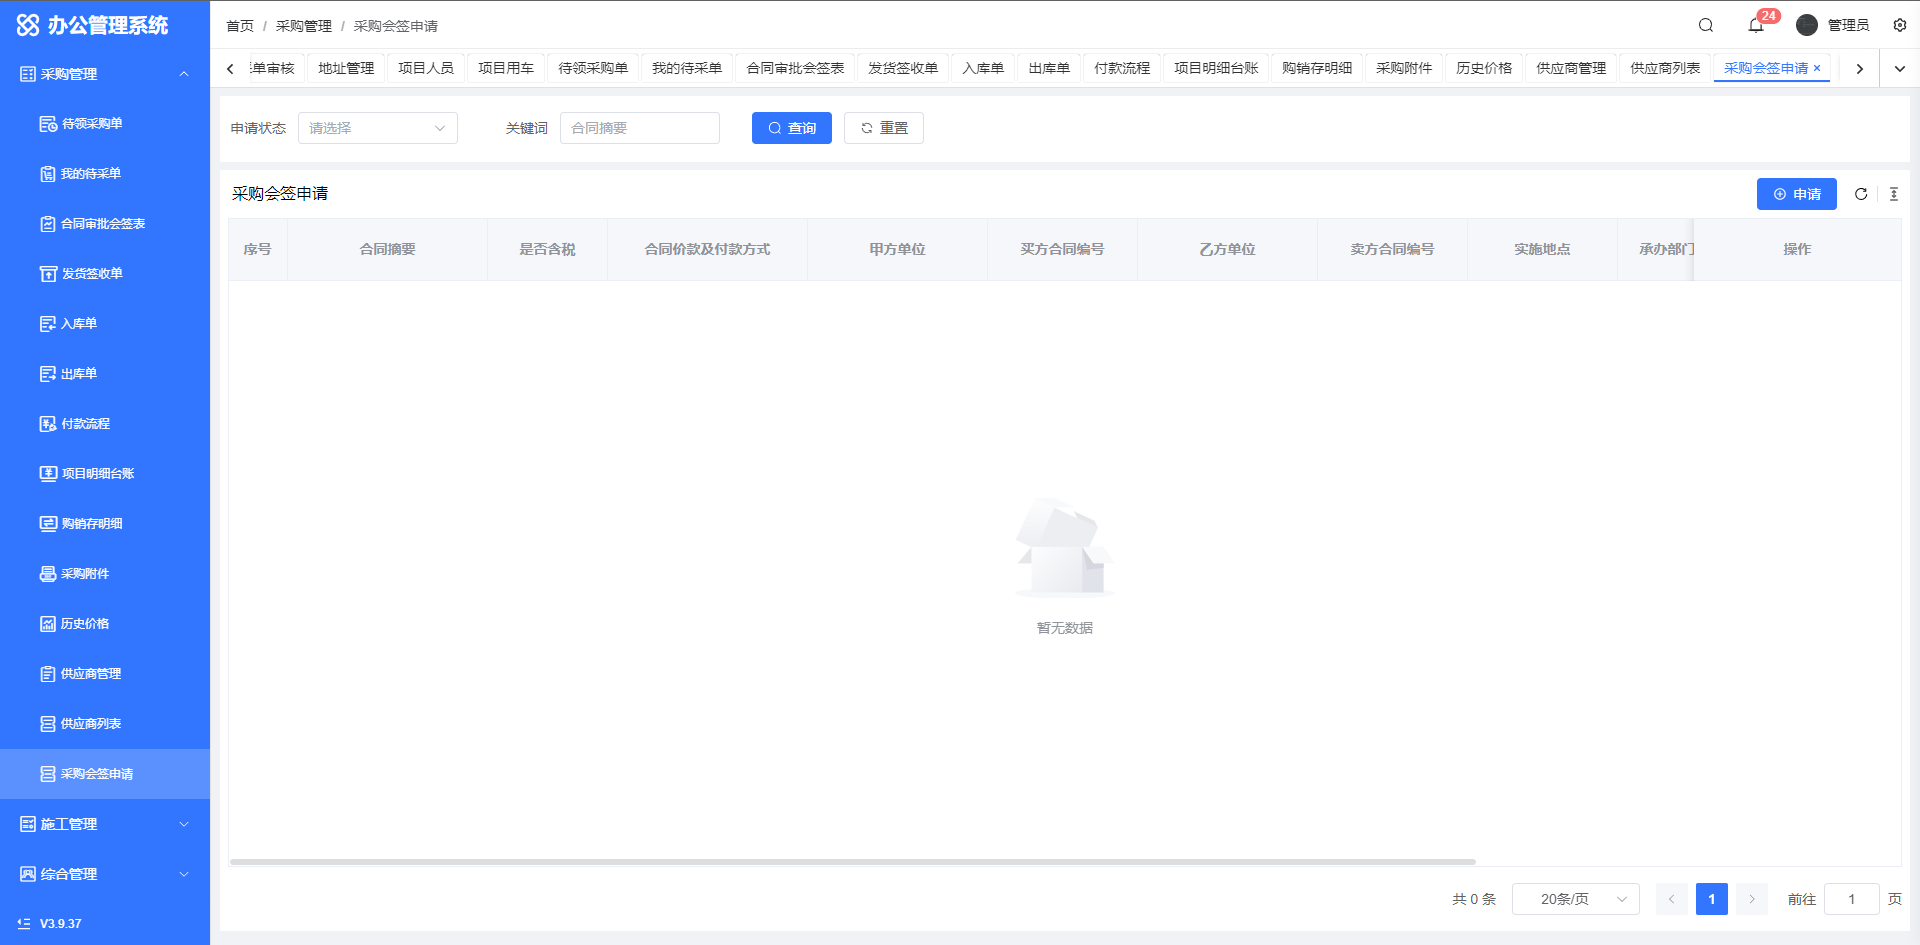 办公管理系统
首页 / 采购管理 / 采购会签申请
24
管理员
单审核 地址管理 项目人员 项目用车 待领采购单 我的待采单 合同审批会签表 发货签收单 入库单 出库单 付款流程 项目明细台账 购销存明细 采购附件 历史价格 供应商管理 供应商列表 采购会签申请 ×
采购管理
待领采购单
我的待采单
合同审批会签表
发货签收单
入库单
出库单
付款流程
项目明细台账
购销存明细
采购附件
历史价格
供应商管理
供应商列表
采购会签申请
施工管理
综合管理
V3.9.37
申请状态 请选择 关键词 合同摘要 查询 重置
采购会签申请 申请
序号 合同摘要 是否含税 合同价款及付款方式 甲方单位 买方合同编号 乙方单位 卖方合同编号 实施地点 承办部门 操作
暂无数据
共 0 条 20条/页 1 前往 1 页